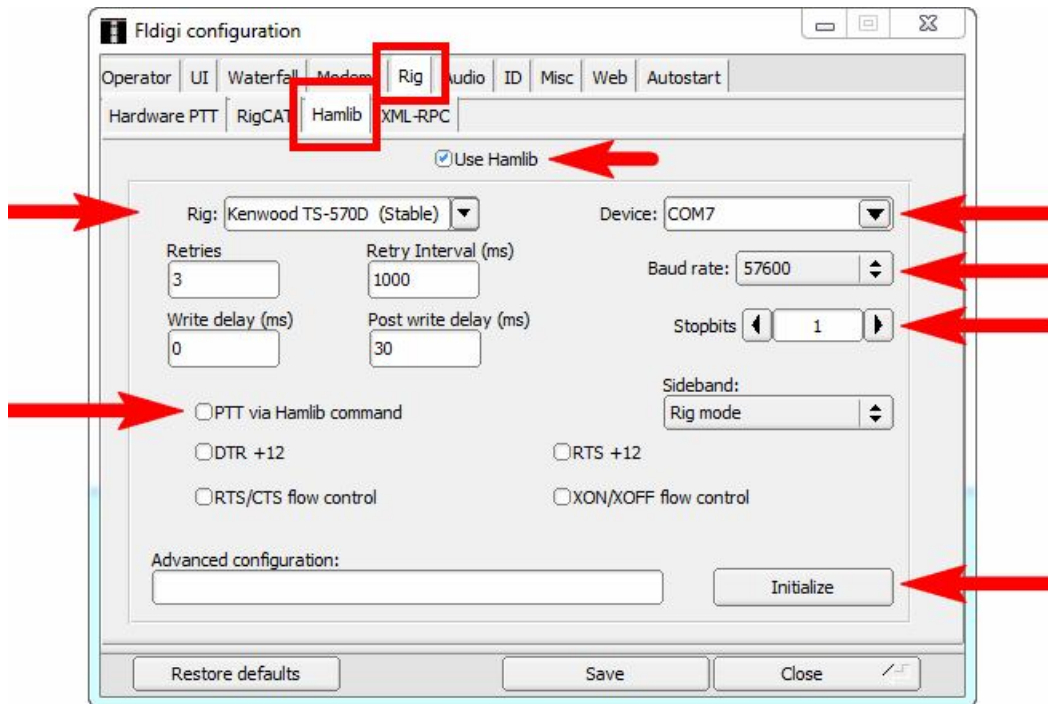 Fldigi configuration
Operator UI Waterfall Modem Rig Audio ID Misc Web Autostart
Hardware PTT RigCAT Hamlib XML-RPC
Use Hamlib
Rig: Kenwood TS-570D (Stable) Device: COM7
Retries Retry Interval (ms)
3 1000
Baud rate: 57600
Write delay (ms) Post write delay (ms)
0 30
Stopbits 1
Sideband:
Rig mode
PTT via Hamlib command
DTR +12 RTS +12
RTS/CTS flow control XON/XOFF flow control
Advanced configuration:
Initialize
Restore defaults Save Close